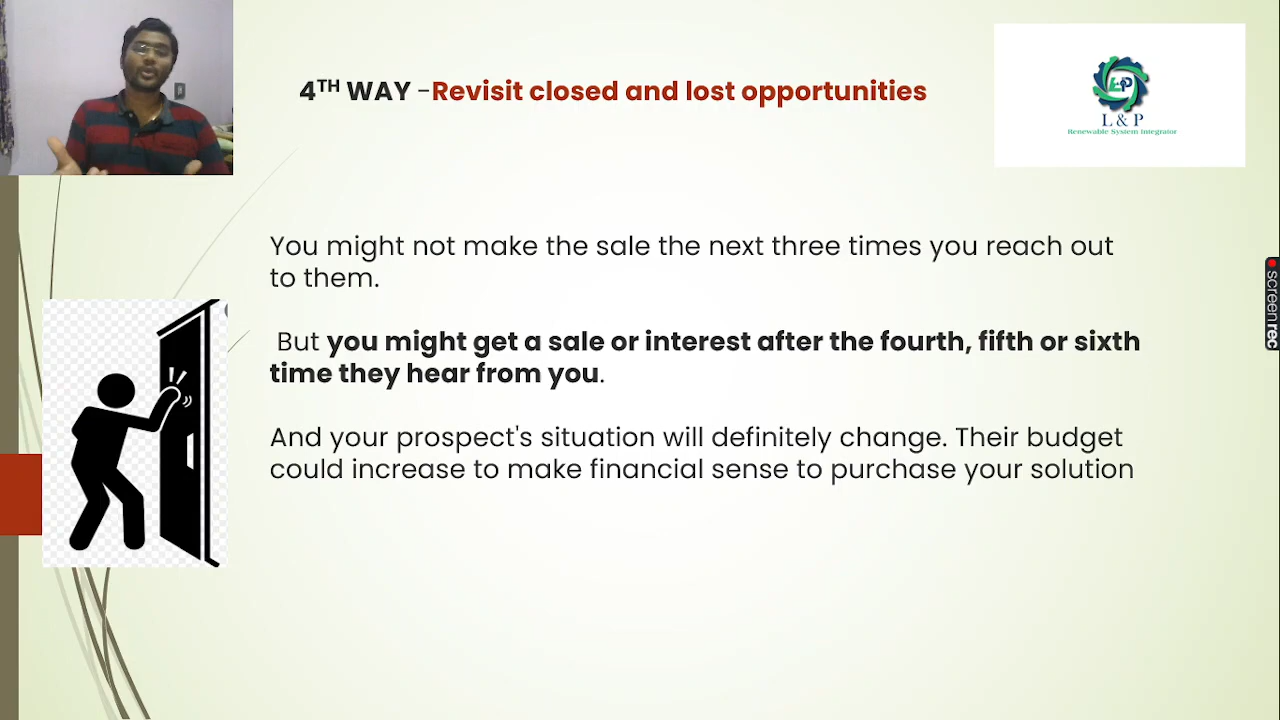 4TH WAY -Revisit closed and lost opportunities
L & P
Renewable System Integrator
You might not make the sale the next three times you reach out
to them.
But you might get a sale or interest after the fourth, fifth or sixth
time they hear from you.
And your prospect's situation will definitely change. Their budget
could increase to make financial sense to purchase your solution
screenrec